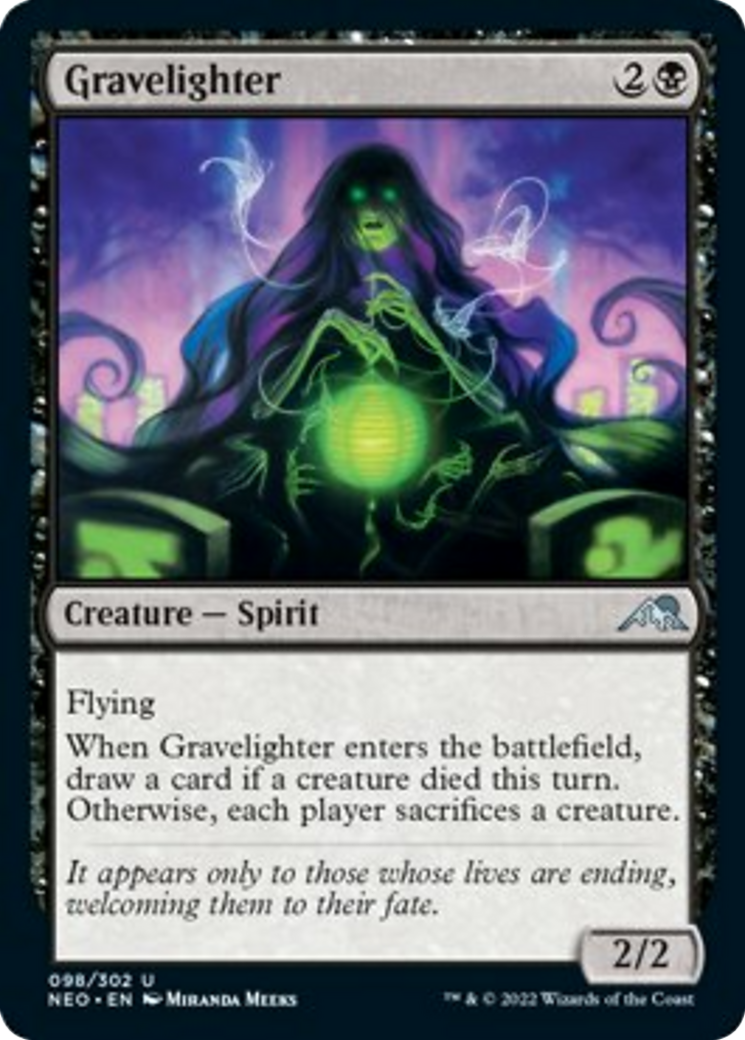 Gravelighter 2
Creature — Spirit
Flying
When Gravelighter enters the battlefield,
draw a card if a creature died this turn.
Otherwise, each player sacrifices a creature.
It appears only to those whose lives are ending,
welcoming them to their fate.
2/2
098/302 U
NEO • EN Miranda Meeks
™ & © 2022 Wizards of the Coast